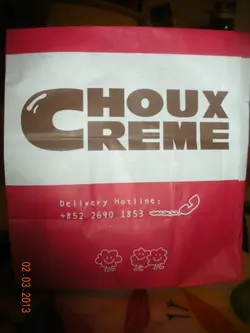 CHOUX
CREME
Delivery Hotline:
+852 2690 1853
02 03 2013